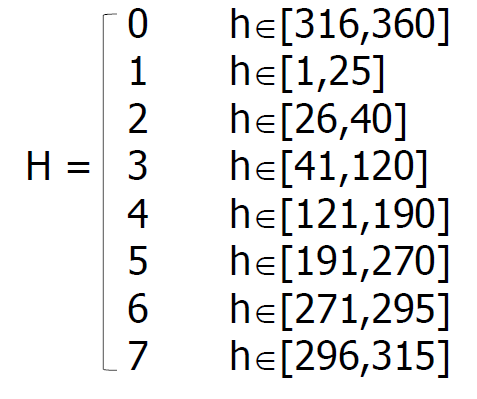 0 h∈[316,360]
1 h∈[1,25]
2 h∈[26,40]
H = 3 h∈[41,120]
4 h∈[121,190]
5 h∈[191,270]
6 h∈[271,295]
7 h∈[296,315]